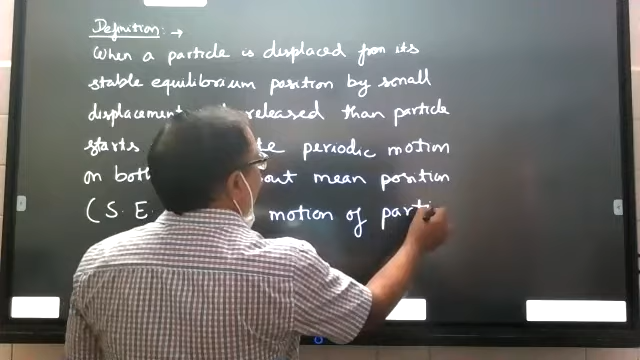 Definition:→
When a particle is displaced from its
stable equilibrium position by small
displacement released than particle
starts periodic motion
on both mean position
(S.E. motion of parti